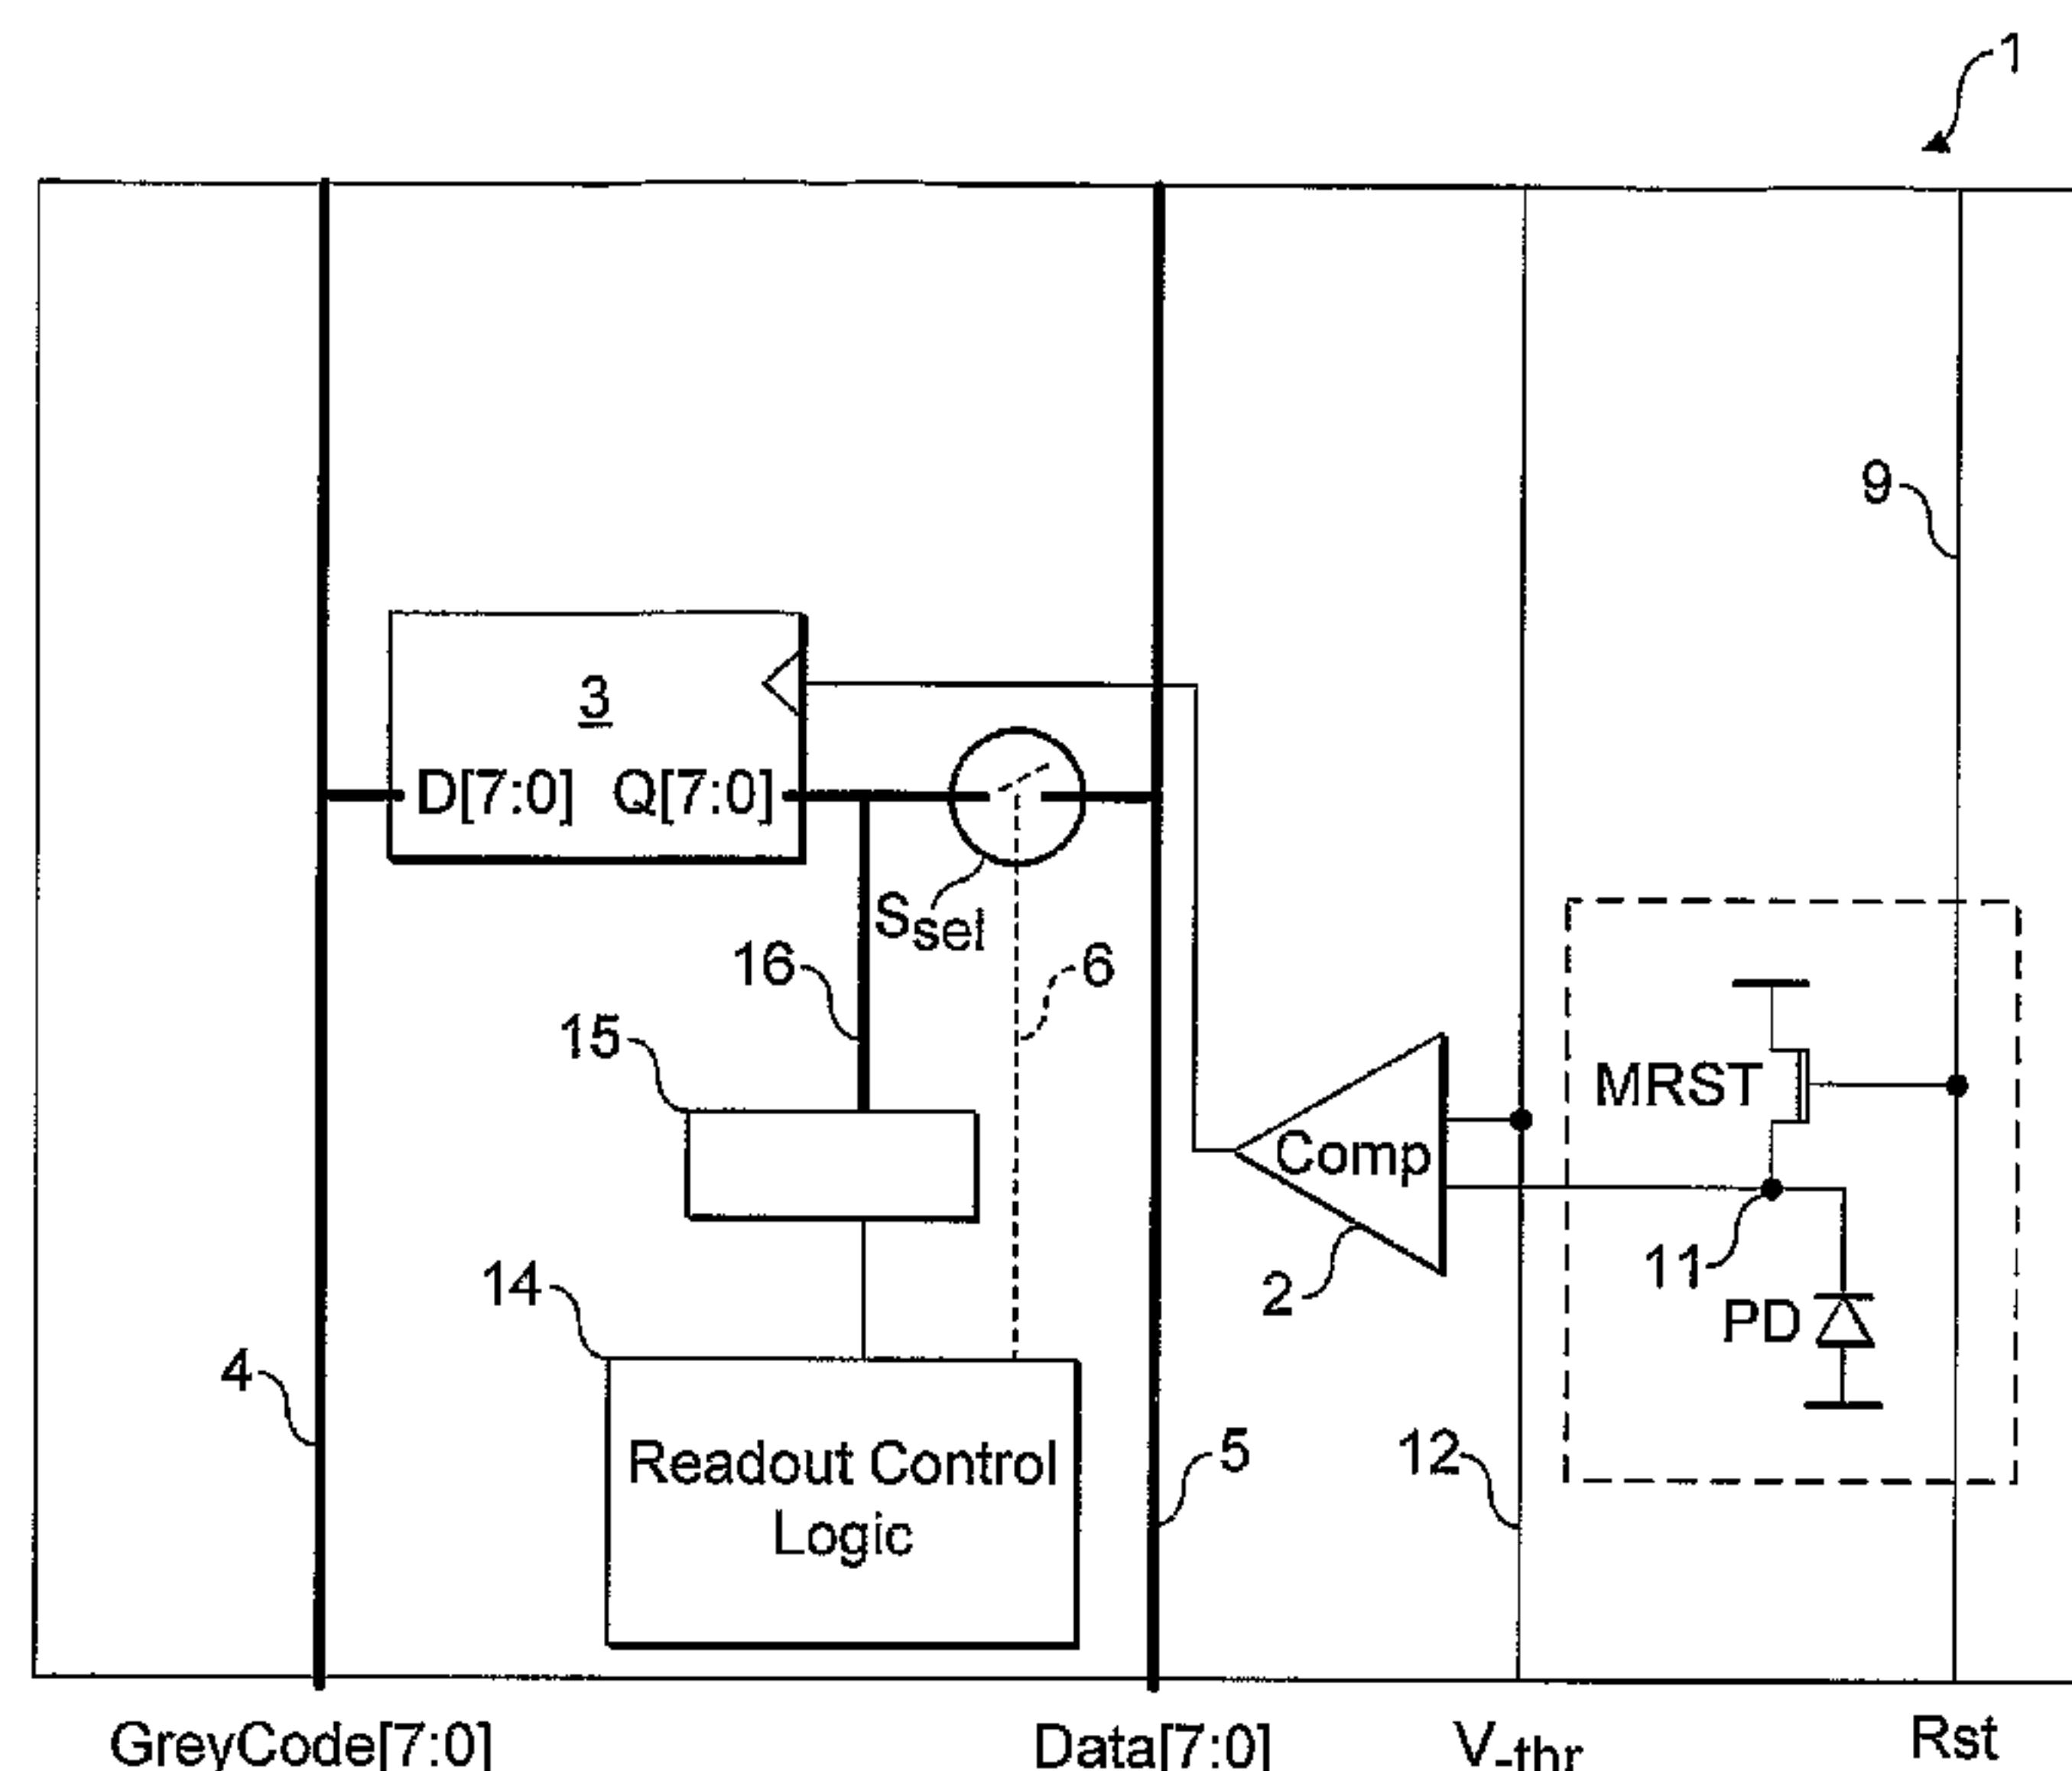 1
9
3
D[7:0] Q[7:0]
Ssel
16
6
15
MRST
Comp
11
2
14
PD
4
5
12
Readout Control
Logic
GreyCode[7:0]
Data[7:0]
V-thr
Rst